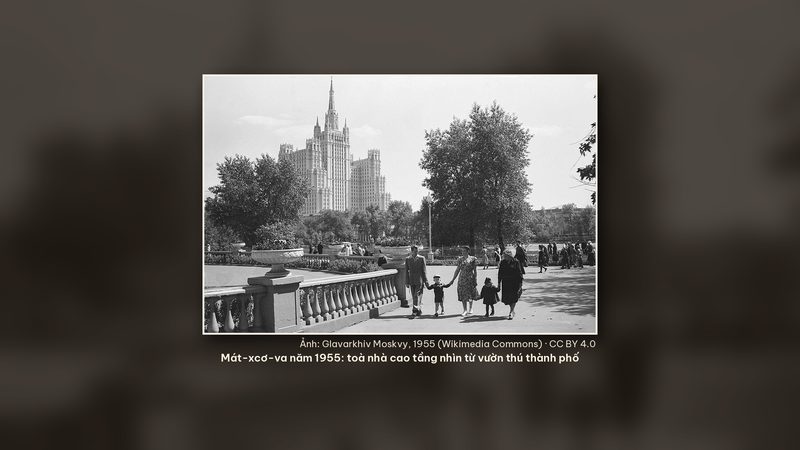 Ảnh: Glavarkhiv Moskvy, 1955 (Wikimedia Commons) · CC BY 4.0
Mát-xcơ-va năm 1955: toà nhà cao tầng nhìn từ vườn thú thành phố